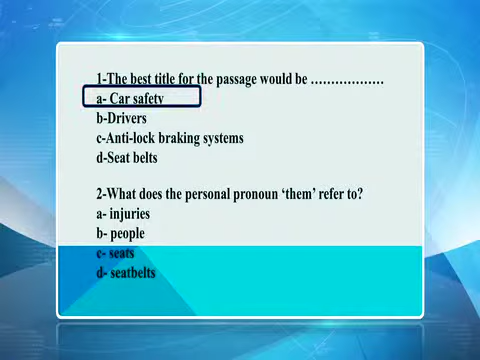 1-The best title for the passage would be ………………
a- Car safety
b-Drivers
c-Anti-lock braking systems
d-Seat belts
2-What does the personal pronoun ‘them’ refer to?
a- injuries
b- people
c- seats
d- seatbelts